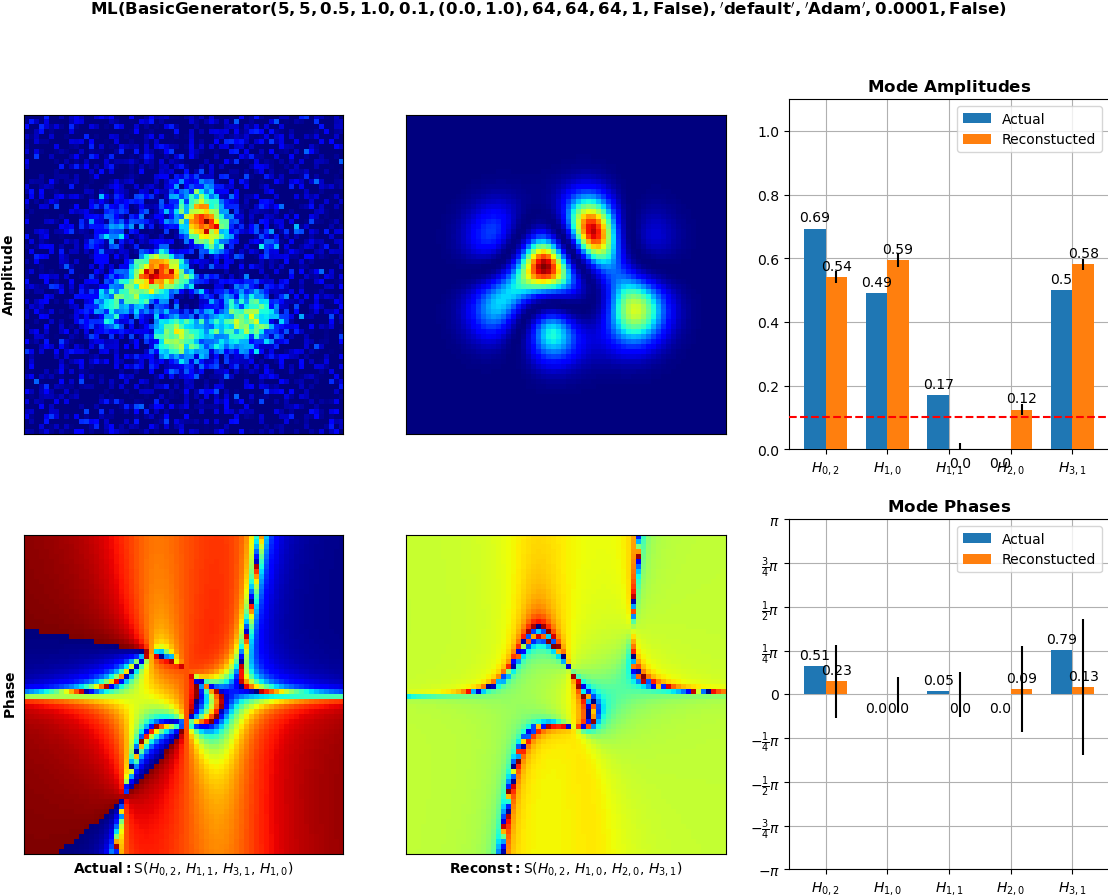 ML(BasicGenerator(5, 5, 0.5, 1.0, 0.1, (0.0, 1.0), 64, 64, 64, 1, False), 'default', 'Adam', 0.0001, False)
Amplitude
Mode Amplitudes
Actual
Reconstucted
1.0
0.8
0.6
0.4
0.2
0.0
0.69
0.54
0.49
0.59
0.17
0.0
0.0
0.12
0.5
0.58
H0,2
H1,0
H1,1
H2,0
H3,1
Phase
Actual: S(H0,2, H1,1, H3,1, H1,0)
Reconst: S(H0,2, H1,0, H2,0, H3,1)
Mode Phases
Actual
Reconstucted
π
3/4 π
1/2 π
1/4 π
0
−1/4 π
−1/2 π
−3/4 π
−π
0.51
0.23
0.0
0.0
0.05
0.0
0.0
0.09
0.79
0.13
H0,2
H1,0
H1,1
H2,0
H3,1